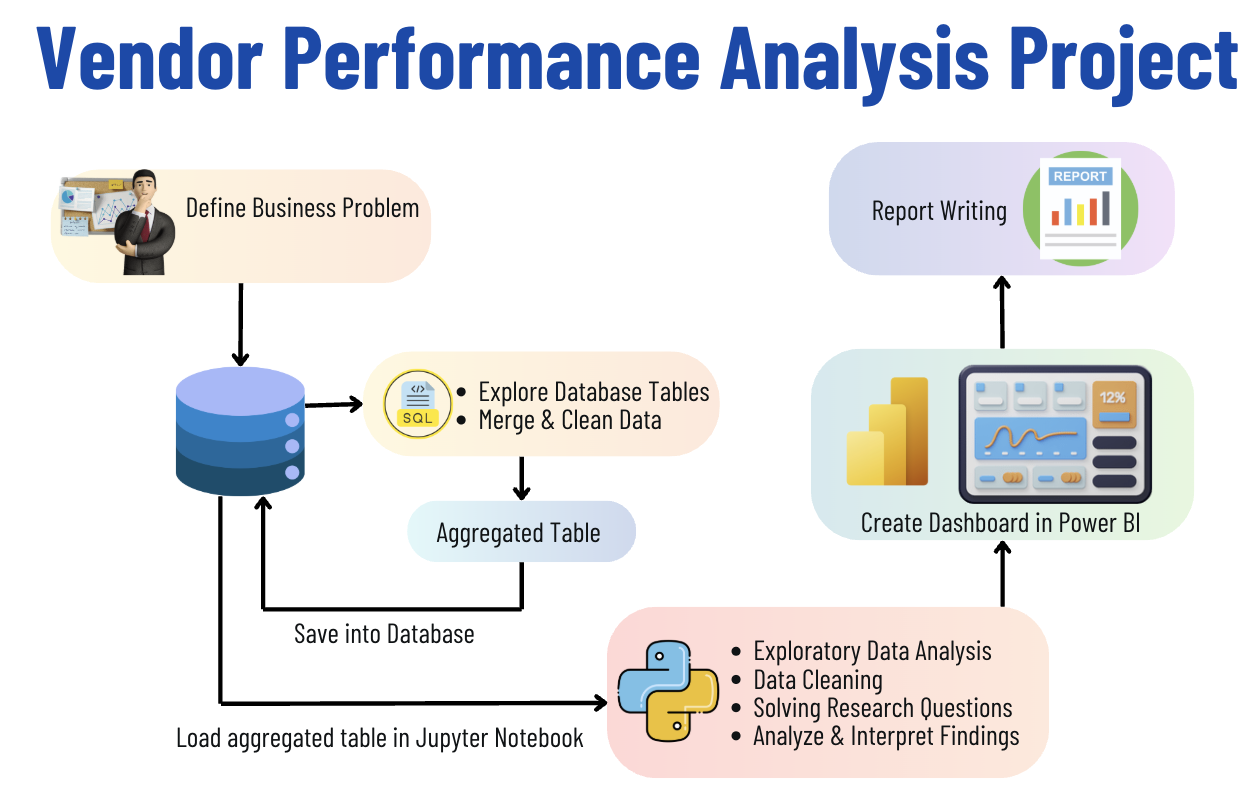 Vendor Performance Analysis Project
Define Business Problem
SQL
• Explore Database Tables
• Merge & Clean Data
Aggregated Table
Save into Database
Load aggregated table in Jupyter Notebook
• Exploratory Data Analysis
• Data Cleaning
• Solving Research Questions
• Analyze & Interpret Findings
12%
Create Dashboard in Power BI
Report Writing
REPORT